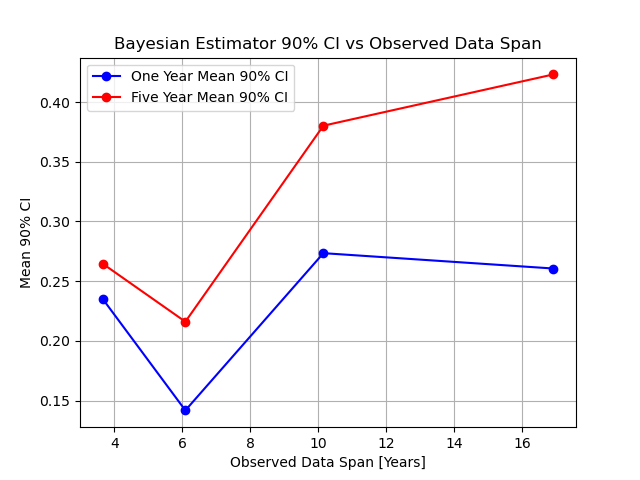 Bayesian Estimator 90% CI vs Observed Data Span
One Year Mean 90% CI
Five Year Mean 90% CI
0.40
0.35
0.30
0.25
0.20
0.15
Mean 90% CI
4 6 8 10 12 14 16
Observed Data Span [Years]